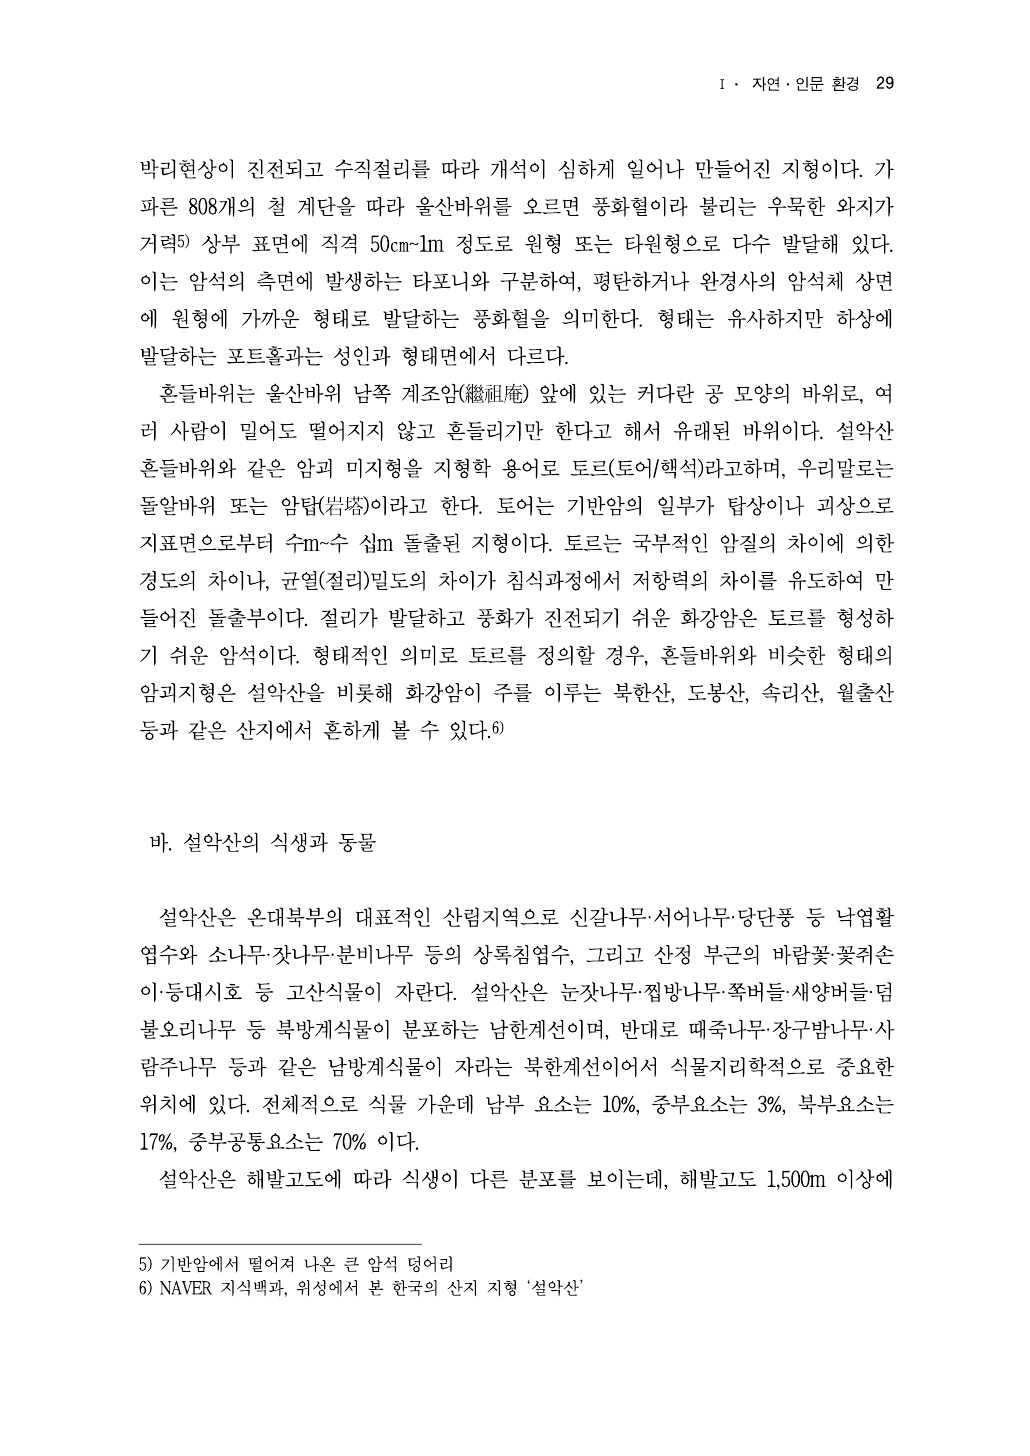 I · 자연·인문 환경 29
박리현상이 진전되고 수직절리를 따라 개석이 심하게 일어나 만들어진 지형이다. 가
파른 808개의 철 계단을 따라 울산바위를 오르면 풍화혈이라 불리는 우묵한 와지가
거력5) 상부 표면에 직격 50㎝~1m 정도로 원형 또는 타원형으로 다수 발달해 있다.
이는 암석의 측면에 발생하는 타포니와 구분하여, 평탄하거나 완경사의 암석체 상면
에 원형에 가까운 형태로 발달하는 풍화혈을 의미한다. 형태는 유사하지만 하상에
발달하는 포트홀과는 성인과 형태면에서 다르다.
흔들바위는 울산바위 남쪽 계조암(繼祖庵) 앞에 있는 커다란 공 모양의 바위로, 여
러 사람이 밀어도 떨어지지 않고 흔들리기만 한다고 해서 유래된 바위이다. 설악산
흔들바위와 같은 암괴 미지형을 지형학 용어로 토르(토어/핵석)라고하며, 우리말로는
돌알바위 또는 암탑(岩塔)이라고 한다. 토어는 기반암의 일부가 탑상이나 괴상으로
지표면으로부터 수m~수 십m 돌출된 지형이다. 토르는 국부적인 암질의 차이에 의한
경도의 차이나, 균열(절리)밀도의 차이가 침식과정에서 저항력의 차이를 유도하여 만
들어진 돌출부이다. 절리가 발달하고 풍화가 진전되기 쉬운 화강암은 토르를 형성하
기 쉬운 암석이다. 형태적인 의미로 토르를 정의할 경우, 흔들바위와 비슷한 형태의
암괴지형은 설악산을 비롯해 화강암이 주를 이루는 북한산, 도봉산, 속리산, 월출산
등과 같은 산지에서 흔하게 볼 수 있다.6)
바. 설악산의 식생과 동물
설악산은 온대북부의 대표적인 산림지역으로 신갈나무·서어나무·당단풍 등 낙엽활
엽수와 소나무·잣나무·분비나무 등의 상록침엽수, 그리고 산정 부근의 바람꽃·꽃쥐손
이·등대시호 등 고산식물이 자란다. 설악산은 눈잣나무·찝방나무·쪽버들·새양버들·덤
불오리나무 등 북방계식물이 분포하는 남한계선이며, 반대로 때죽나무·장구밤나무·사
람주나무 등과 같은 남방계식물이 자라는 북한계선이어서 식물지리학적으로 중요한
위치에 있다. 전체적으로 식물 가운데 남부 요소는 10%, 중부요소는 3%, 북부요소는
17%, 중부공통요소는 70% 이다.
설악산은 해발고도에 따라 식생이 다른 분포를 보이는데, 해발고도 1,500m 이상에
5) 기반암에서 떨어져 나온 큰 암석 덩어리
6) NAVER 지식백과, 위성에서 본 한국의 산지 지형 '설악산'